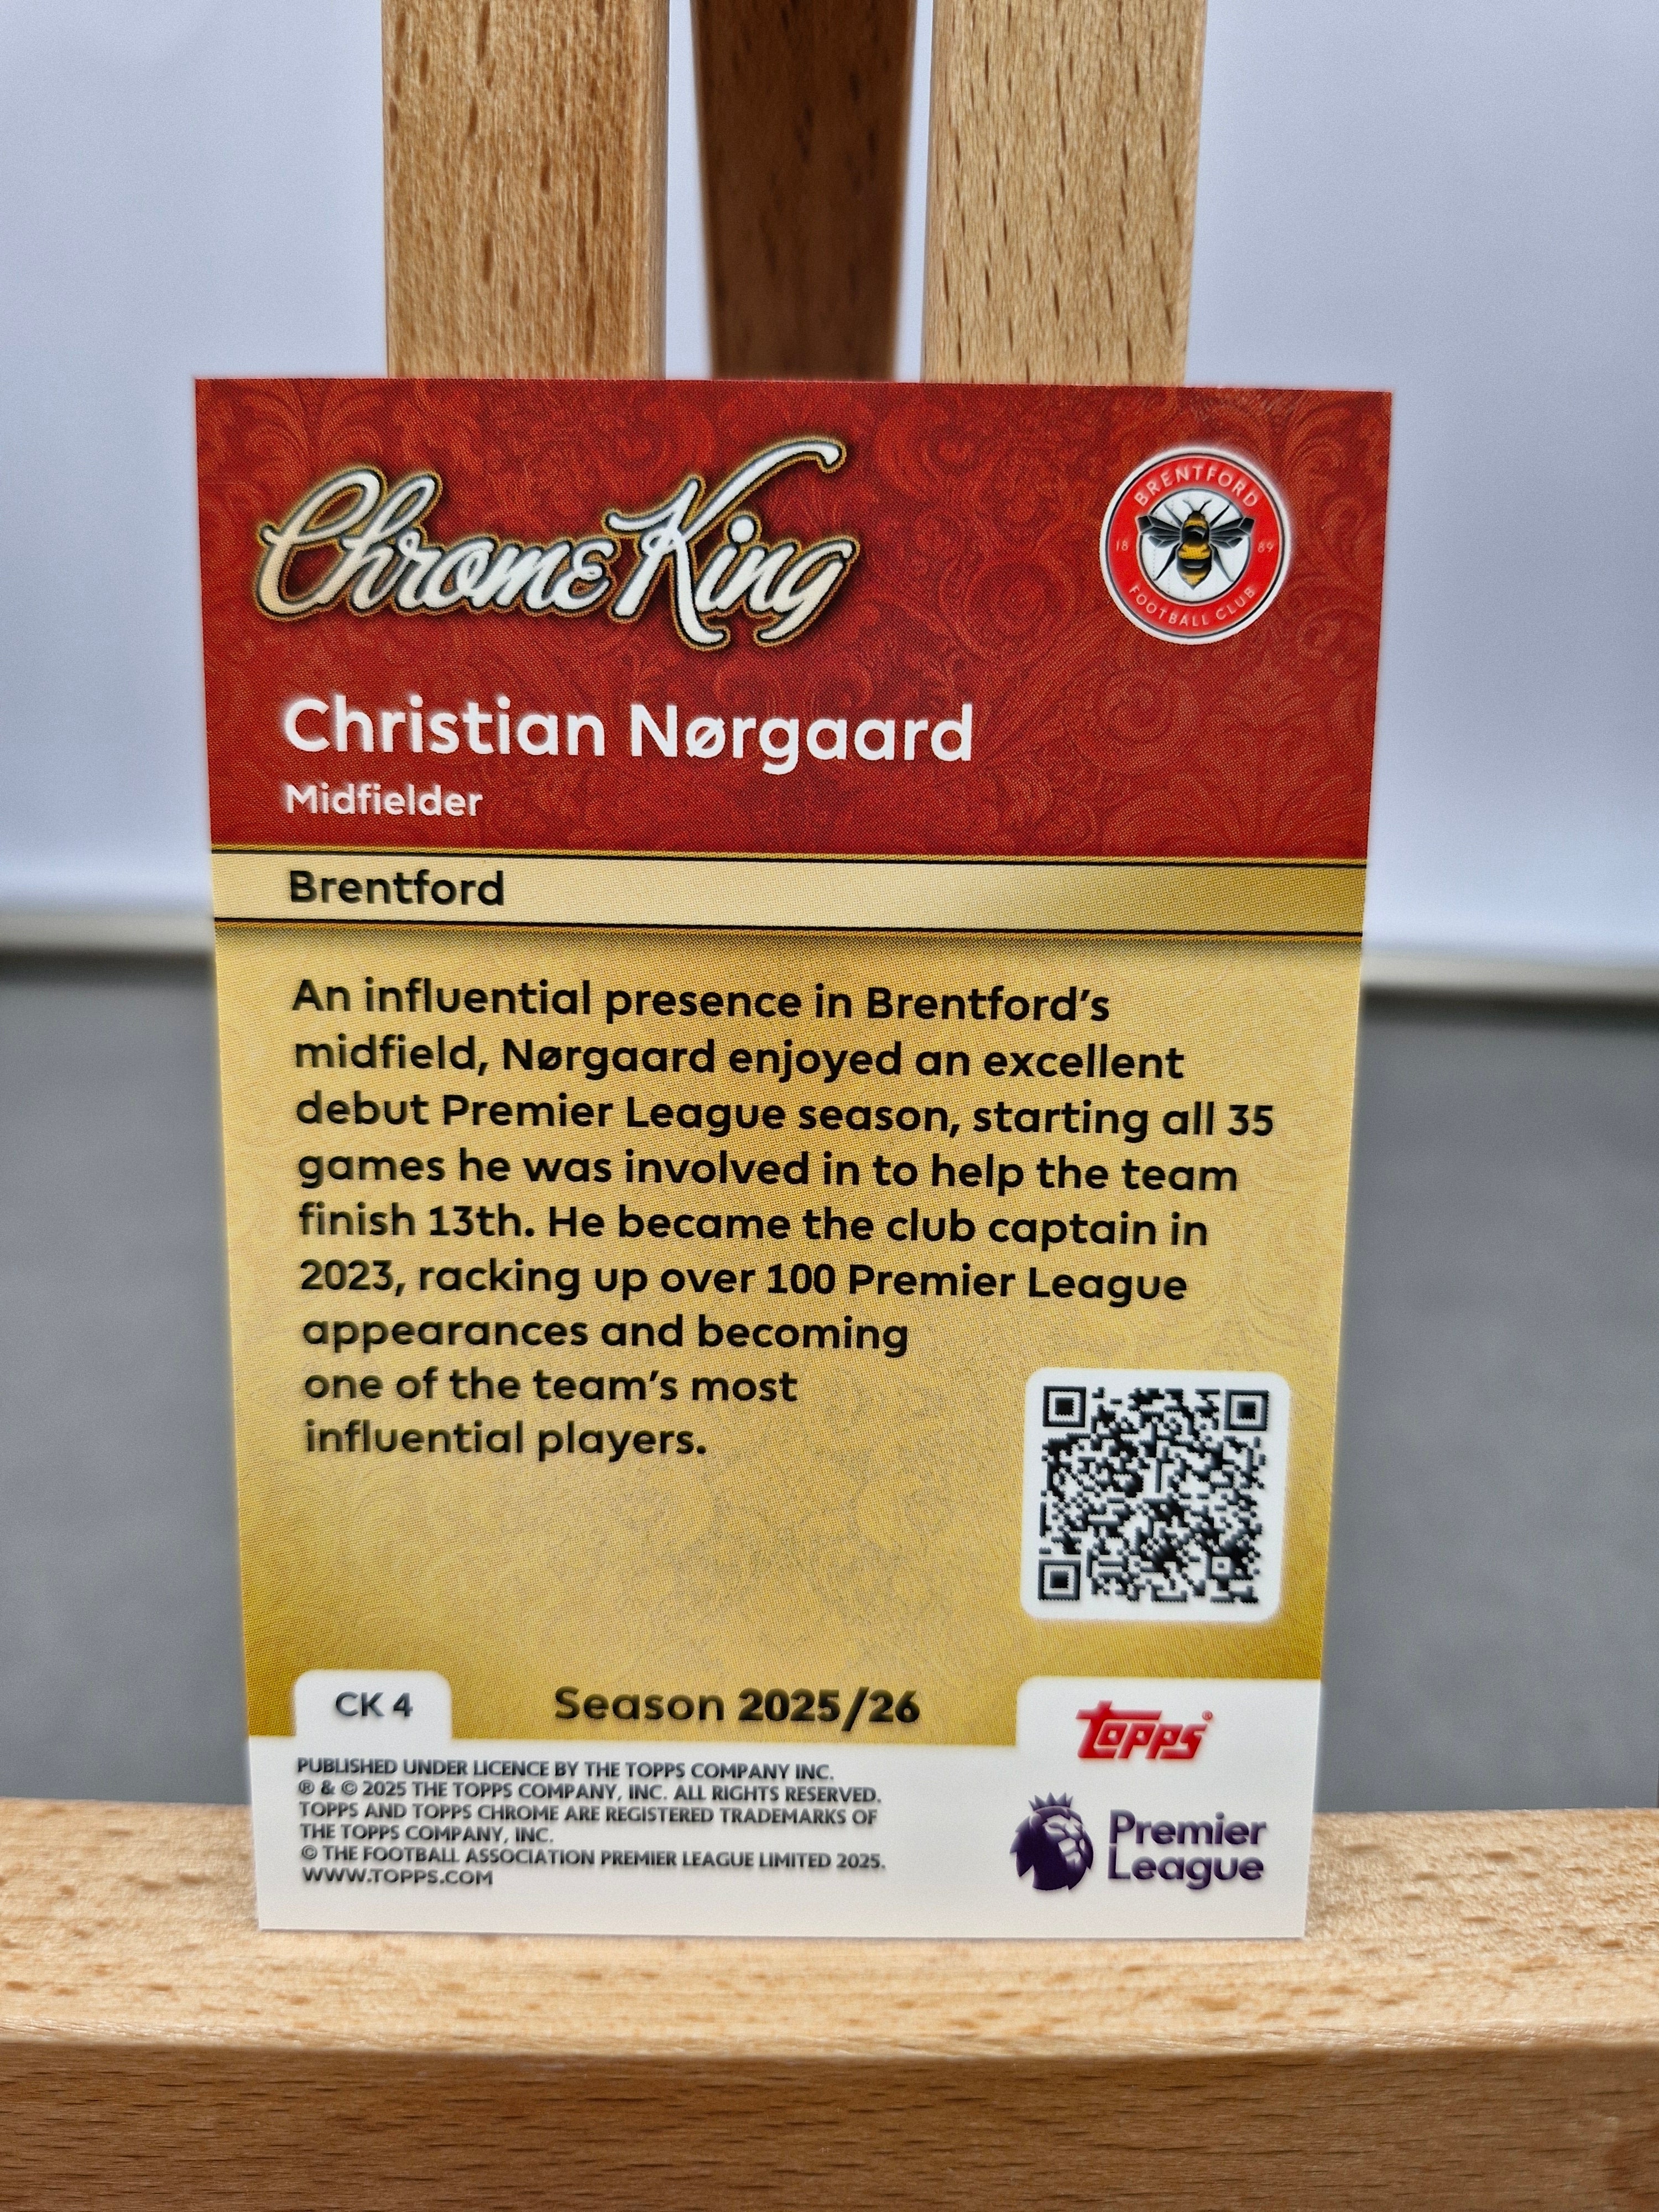 Chrome King
BRENTFORD
18 89
FOOTBALL CLUB
Christian Nørgaard
Midfielder
Brentford
An influential presence in Brentford's
midfield, Nørgaard enjoyed an excellent
debut Premier League season, starting all 35
games he was involved in to help the team
finish 13th. He became the club captain in
2023, racking up over 100 Premier League
appearances and becoming
one of the team's most
influential players.
CK 4
Season 2025/26
topps®
PUBLISHED UNDER LICENCE BY THE TOPPS COMPANY INC.
® & © 2025 THE TOPPS COMPANY, INC. ALL RIGHTS RESERVED.
TOPPS AND TOPPS CHROME ARE REGISTERED TRADEMARKS OF
THE TOPPS COMPANY, INC.
© THE FOOTBALL ASSOCIATION PREMIER LEAGUE LIMITED 2025.
WWW.TOPPS.COM
Premier
League